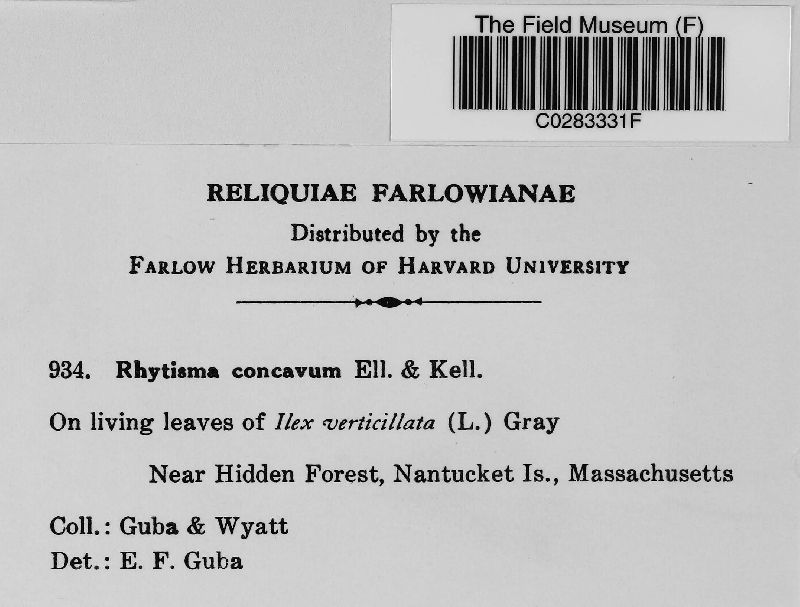 The Field Museum (F)
C0283331F
RELIQUIAE FARLOWIANAE
Distributed by the
FARLOW HERBARIUM OF HARVARD UNIVERSITY
934. Rhytisma concavum Ell. & Kell.
On living leaves of Ilex verticillata (L.) Gray
Near Hidden Forest, Nantucket Is., Massachusetts
Coll.: Guba & Wyatt
Det.: E. F. Guba